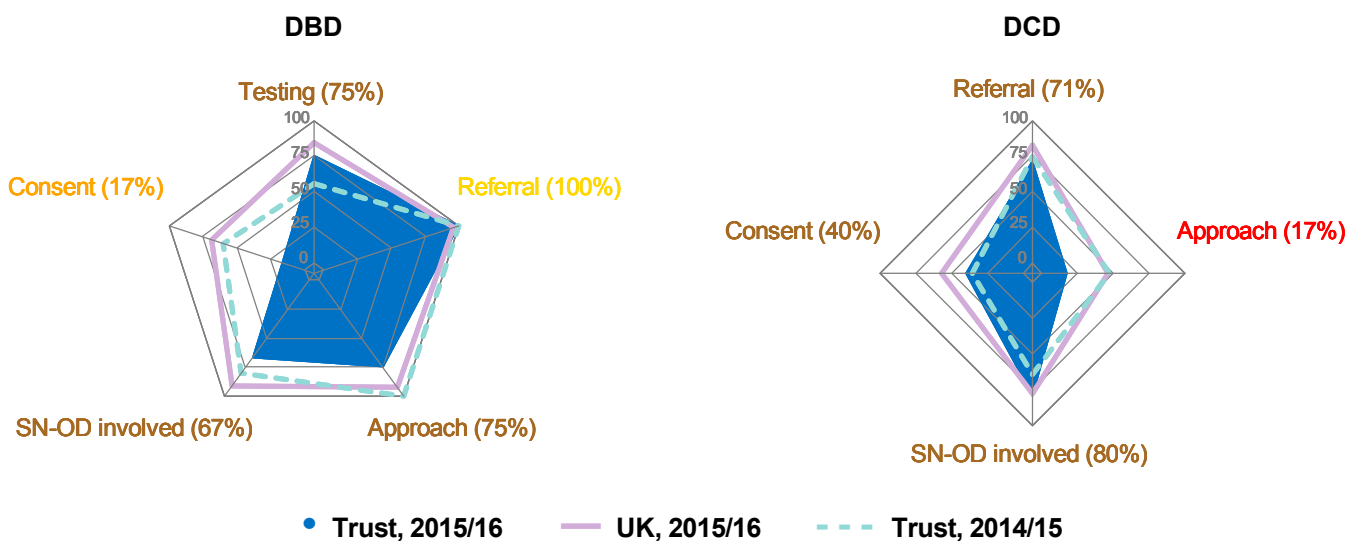 DBD
DCD
Testing (75%)
Referral (71%)
100
100
75
75
Consent (17%)
50
Referral (100%)
50
25
Consent (40%)
25
Approach (17%)
0
0
SN-OD involved (67%)
Approach (75%)
SN-OD involved (80%)
Trust, 2015/16
UK, 2015/16
Trust, 2014/15